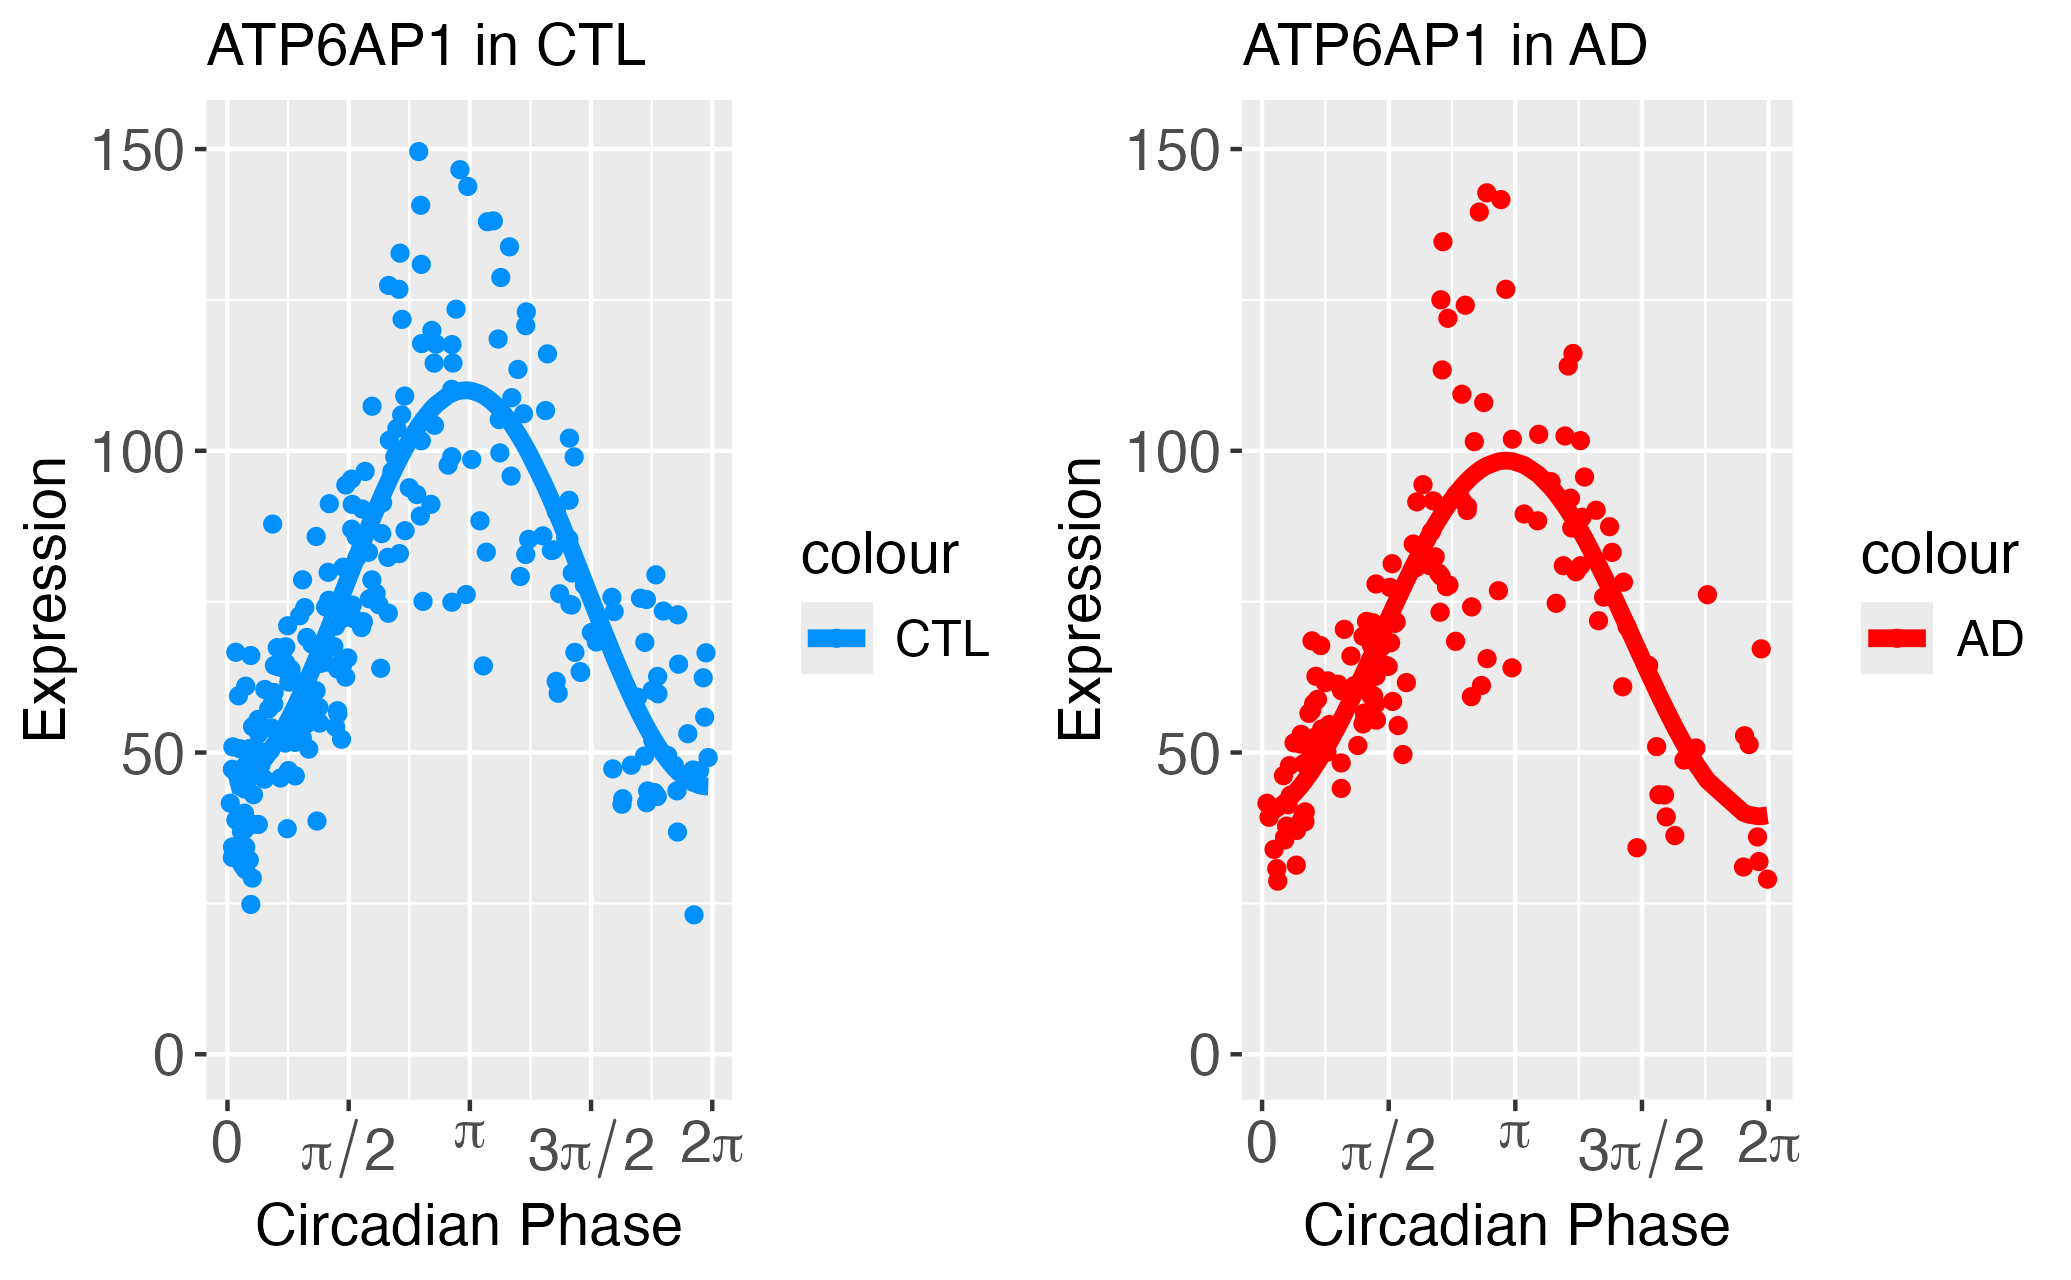 ATP6AP1 in CTL
150
100
50
0
Expression
0 π/2 π 3π/2 2π
Circadian Phase
colour
CTL
ATP6AP1 in AD
150
100
50
0
Expression
0 π/2 π 3π/2 2π
Circadian Phase
colour
AD